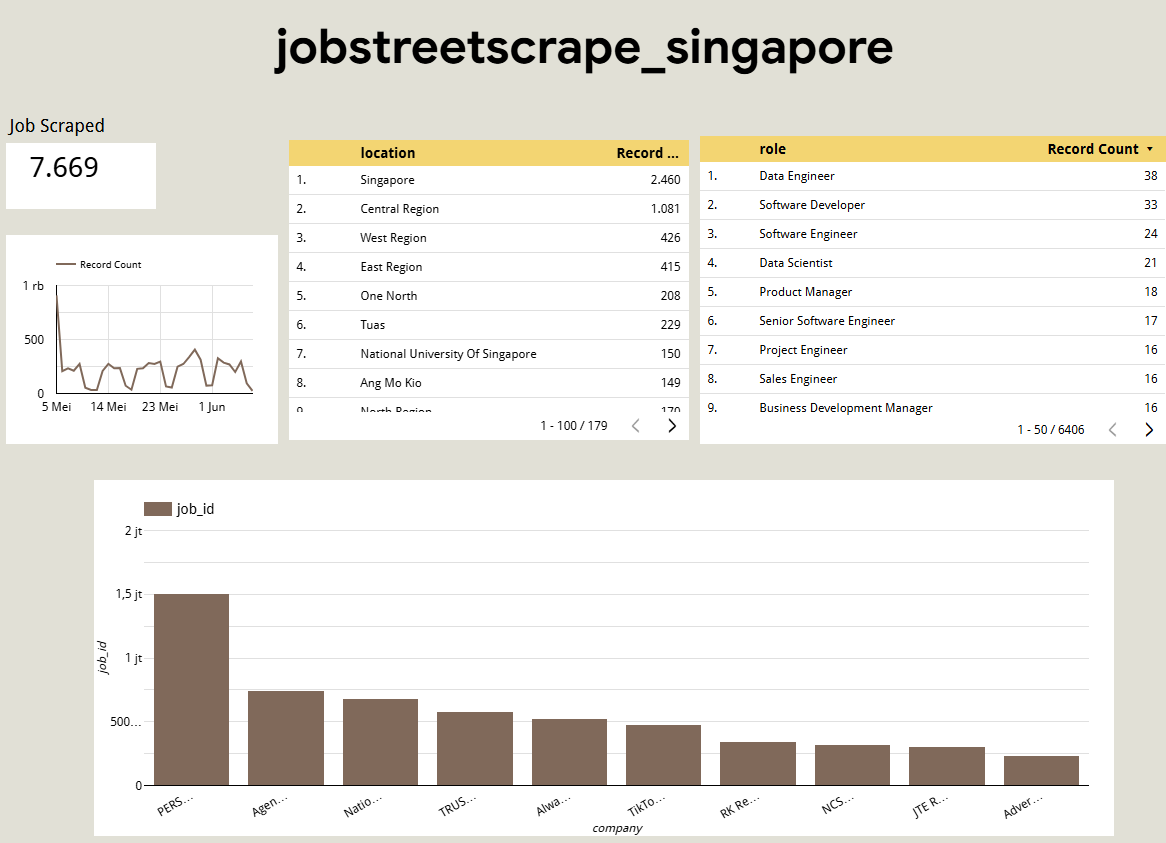 jobstreetscrape_singapore
Job Scraped
7.669
Record Count
1 rb
500
0
5 Mei 14 Mei 23 Mei 1 Jun
location Record ...
1. Singapore 2.460
2. Central Region 1.081
3. West Region 426
4. East Region 415
5. One North 208
6. Tuas 229
7. National University Of Singapore 150
8. Ang Mo Kio 149
9. North Region 170
1 - 100 / 179
role Record Count
1. Data Engineer 38
2. Software Developer 33
3. Software Engineer 24
4. Data Scientist 21
5. Product Manager 18
6. Senior Software Engineer 17
7. Project Engineer 16
8. Sales Engineer 16
9. Business Development Manager 16
1 - 50 / 6406
job_id
2 jt
1,5 jt
1 jt
500...
0
job_id
PERS... Agen... Natio... TRUS... Alwa... TikTo... RK Re... NCS... JTE R... Adver...
company